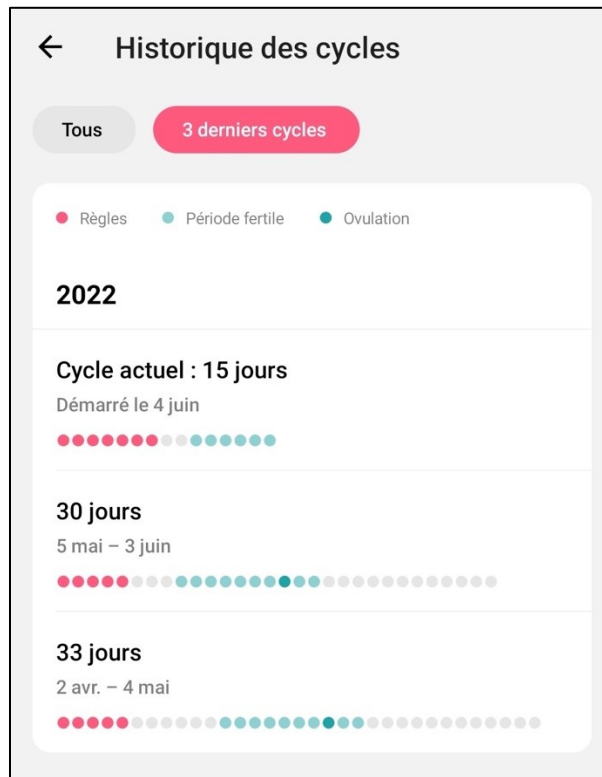 Historique des cycles
Tous 3 derniers cycles
Règles Période fertile Ovulation
2022
Cycle actuel : 15 jours
Démarré le 4 juin
30 jours
5 mai – 3 juin
33 jours
2 avr. – 4 mai